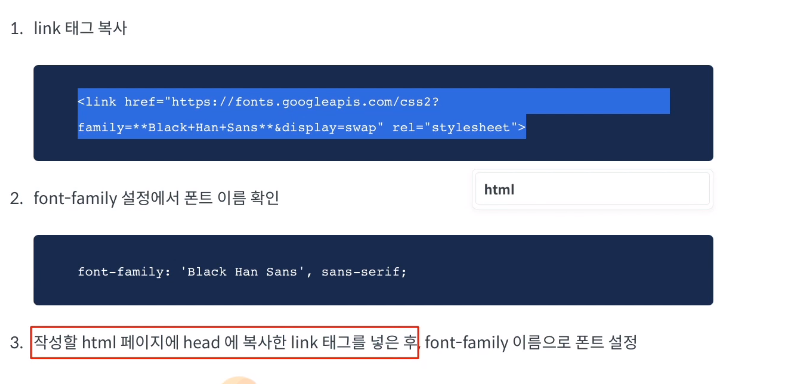 1. link 태그 복사
<link href="https://fonts.googleapis.com/css2?
family=**Black+Han+Sans**&display=swap" rel="stylesheet">
2. font-family 설정에서 폰트 이름 확인
html
font-family: 'Black Han Sans', sans-serif;
3. 작성할 html 페이지에 head 에 복사한 link 태그를 넣은 후, font-family 이름으로 폰트 설정